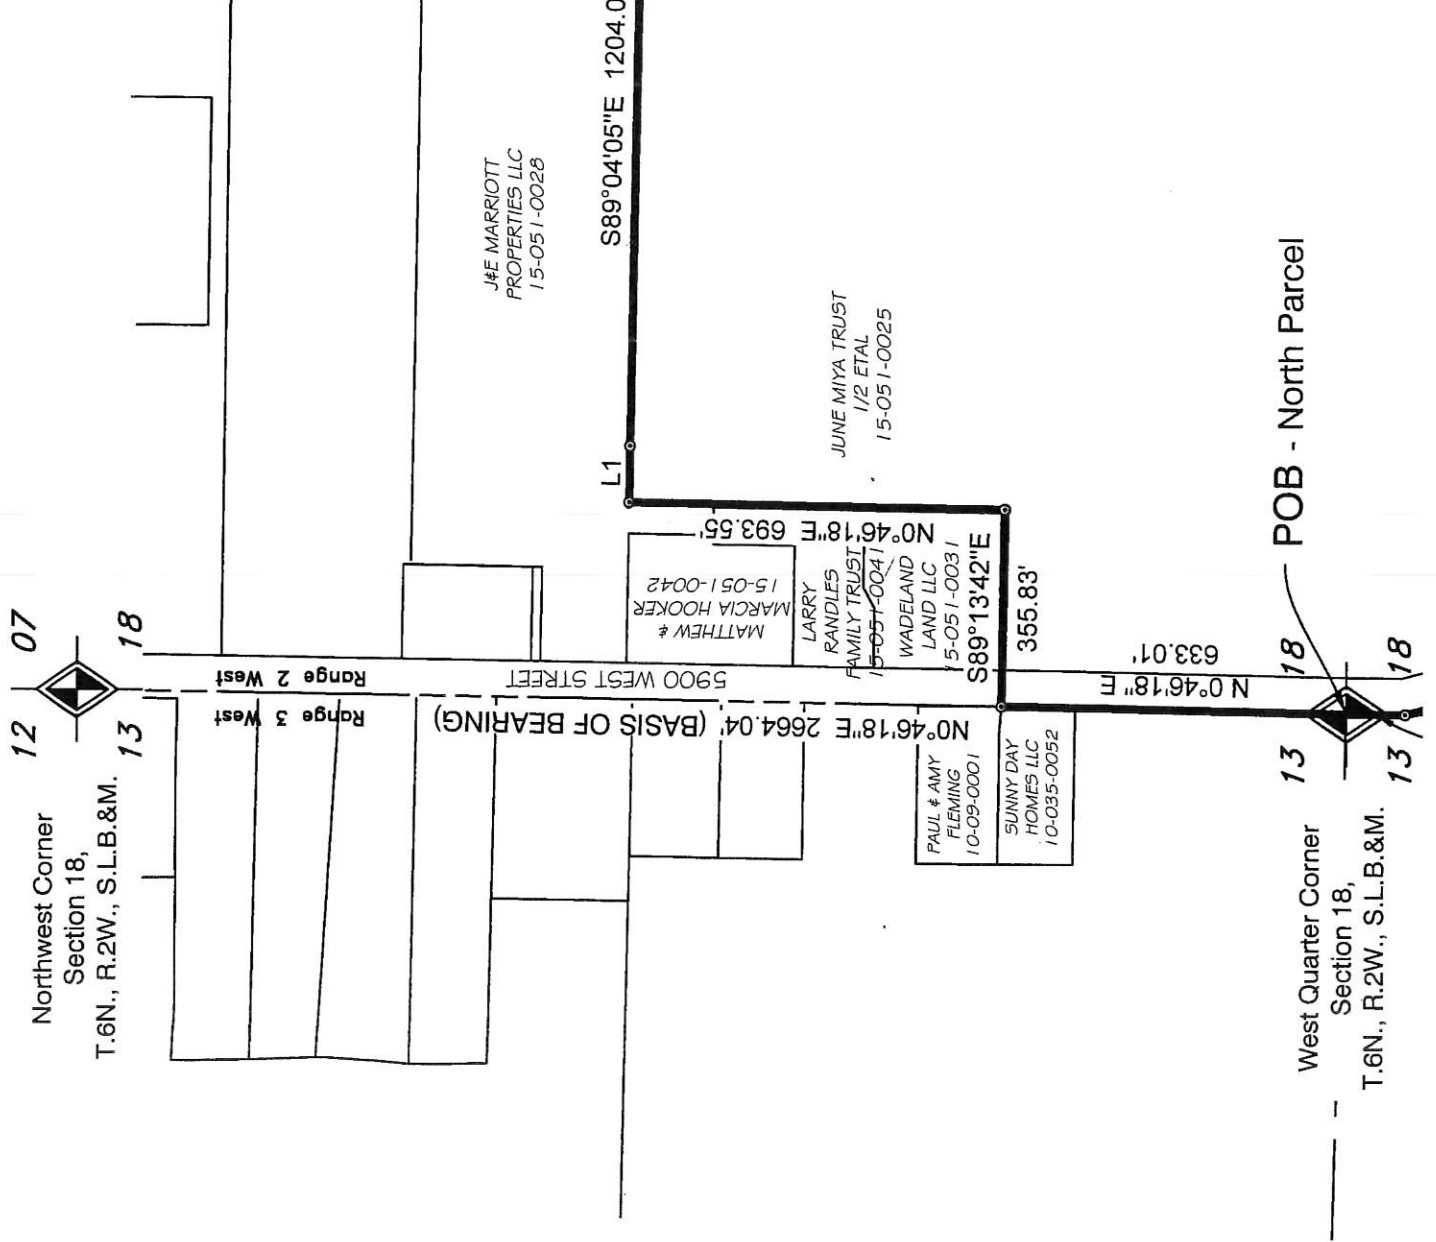 12
07
13
18
Northwest Corner
Section 18,
T.6N., R.2W., S.L.B.&M.
Range 2 West
Range 3 West
J&E MARRIOTT
PROPERTIES LLC
15-051-0028
S89°04'05"E 1204.0
L1
5900 WEST STREET
N0°46'18"E 2664.04' (BASIS OF BEARING)
MATTHEW &
MARCIA HOOKER
15-051-0042
N0°46'18"E 693.55'
LARRY
RANDLES
FAMILY TRUST
15-051-0041
WADELAND
LAND LLC
15-051-0031
JUNE MIYA TRUST
1/2 ETAL
15-051-0025
S89°13'42"E
355.83'
PAUL & AMY
FLEMING
10-09-0001
SUNNY DAY
HOMES LLC
10-035-0052
N 0°46'18" E
633.01'
POB - North Parcel
13
18
13
18
West Quarter Corner
Section 18,
T.6N., R.2W., S.L.B.&M.